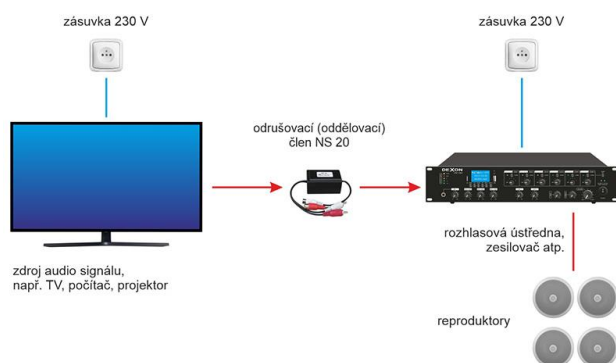 zásuvka 230 V
zásuvka 230 V
odrušovací (oddělovací)
člen NS 20
DEXON
rozhlasová ústředna,
zesilovač atp.
zdroj audio signálu,
např. TV, počítač, projektor
reproduktory